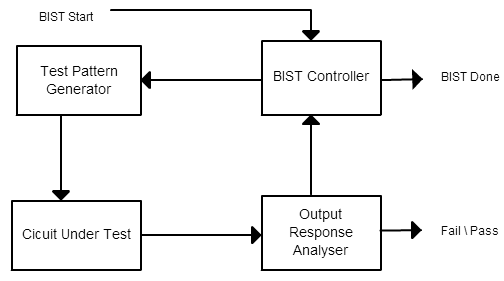 BIST Start
Test Pattern
Generator
BIST Controller
BIST Done
Cicuit Under Test
Output
Response
Analyser
Fail \ Pass